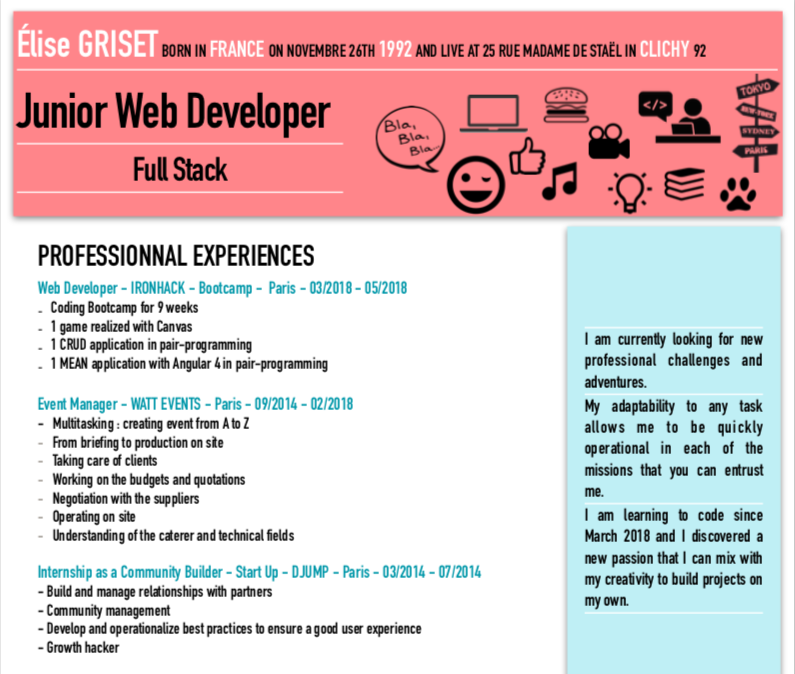 Élise GRISET BORN IN FRANCE ON NOVEMBRE 26TH 1992 AND LIVE AT 25 RUE MADAME DE STAËL IN CLICHY 92
Junior Web Developer
Full Stack
Bla,
Bla,
Bla
</>
TOKYO
NEW-YORK
SYDNEY
PARIS
PROFESSIONNAL EXPERIENCES
Web Developer - IRONHACK - Bootcamp - Paris - 03/2018 - 05/2018
- Coding Bootcamp for 9 weeks
- 1 game realized with Canvas
- 1 CRUD application in pair-programming
- 1 MEAN application with Angular 4 in pair-programming
Event Manager - WATT EVENTS - Paris - 09/2014 - 02/2018
- Multitasking : creating event from A to Z
- From briefing to production on site
- Taking care of clients
- Working on the budgets and quotations
- Negotiation with the suppliers
- Operating on site
- Understanding of the caterer and technical fields
Internship as a Community Builder - Start Up - DJUMP - Paris - 03/2014 - 07/2014
- Build and manage relationships with partners
- Community management
- Develop and operationalize best practices to ensure a good user experience
- Growth hacker
I am currently looking for new
professional challenges and
adventures.
My adaptability to any task
allows me to be quickly
operational in each of the
missions that you can entrust
me.
I am learning to code since
March 2018 and I discovered a
new passion that I can mix with
my creativity to build projects on
my own.